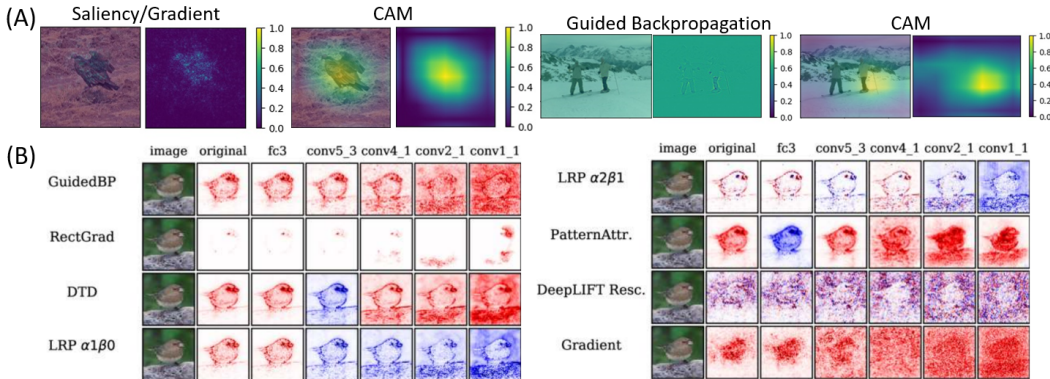 (A)
Saliency/Gradient
CAM
Guided Backpropagation
CAM
1.0
0.8
0.6
0.4
0.2
0.0
1.0
0.8
0.6
0.4
0.2
0.0
1.0
0.8
0.6
0.4
0.2
0.0
1.0
0.8
0.6
0.4
0.2
0.0
(B)
image original fc3 conv5_3 conv4_1 conv2_1 conv1_1
GuidedBP
RectGrad
DTD
LRP α1β0
image original fc3 conv5_3 conv4_1 conv2_1 conv1_1
LRP α2β1
PatternAttr.
DeepLIFT Resc.
Gradient